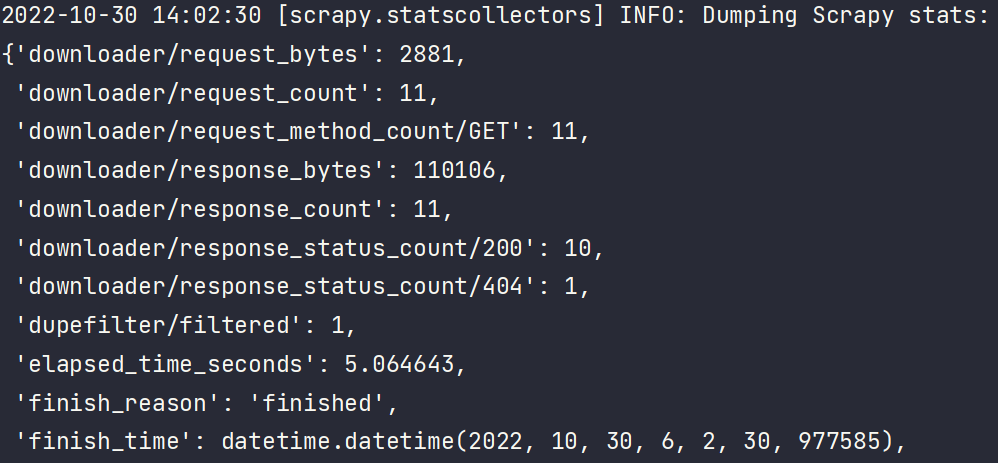 2022-10-30 14:02:30 [scrapy.statscollectors] INFO: Dumping Scrapy stats:
{'downloader/request_bytes': 2881,
'downloader/request_count': 11,
'downloader/request_method_count/GET': 11,
'downloader/response_bytes': 110106,
'downloader/response_count': 11,
'downloader/response_status_count/200': 10,
'downloader/response_status_count/404': 1,
'dupefilter/filtered': 1,
'elapsed_time_seconds': 5.064643,
'finish_reason': 'finished',
'finish_time': datetime.datetime(2022, 10, 30, 6, 2, 30, 977585),